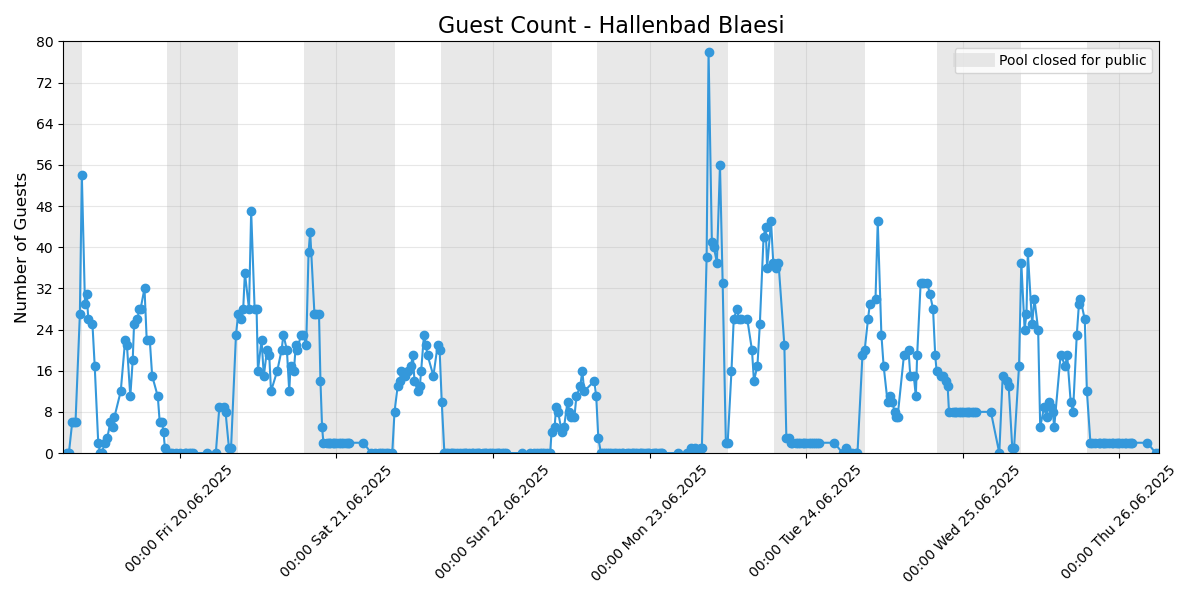 Guest Count - Hallenbad Blaesi
Pool closed for public
Number of Guests
80
72
64
56
48
40
32
24
16
8
0
00:00 Fri 20.06.2025
00:00 Sat 21.06.2025
00:00 Sun 22.06.2025
00:00 Mon 23.06.2025
00:00 Tue 24.06.2025
00:00 Wed 25.06.2025
00:00 Thu 26.06.2025